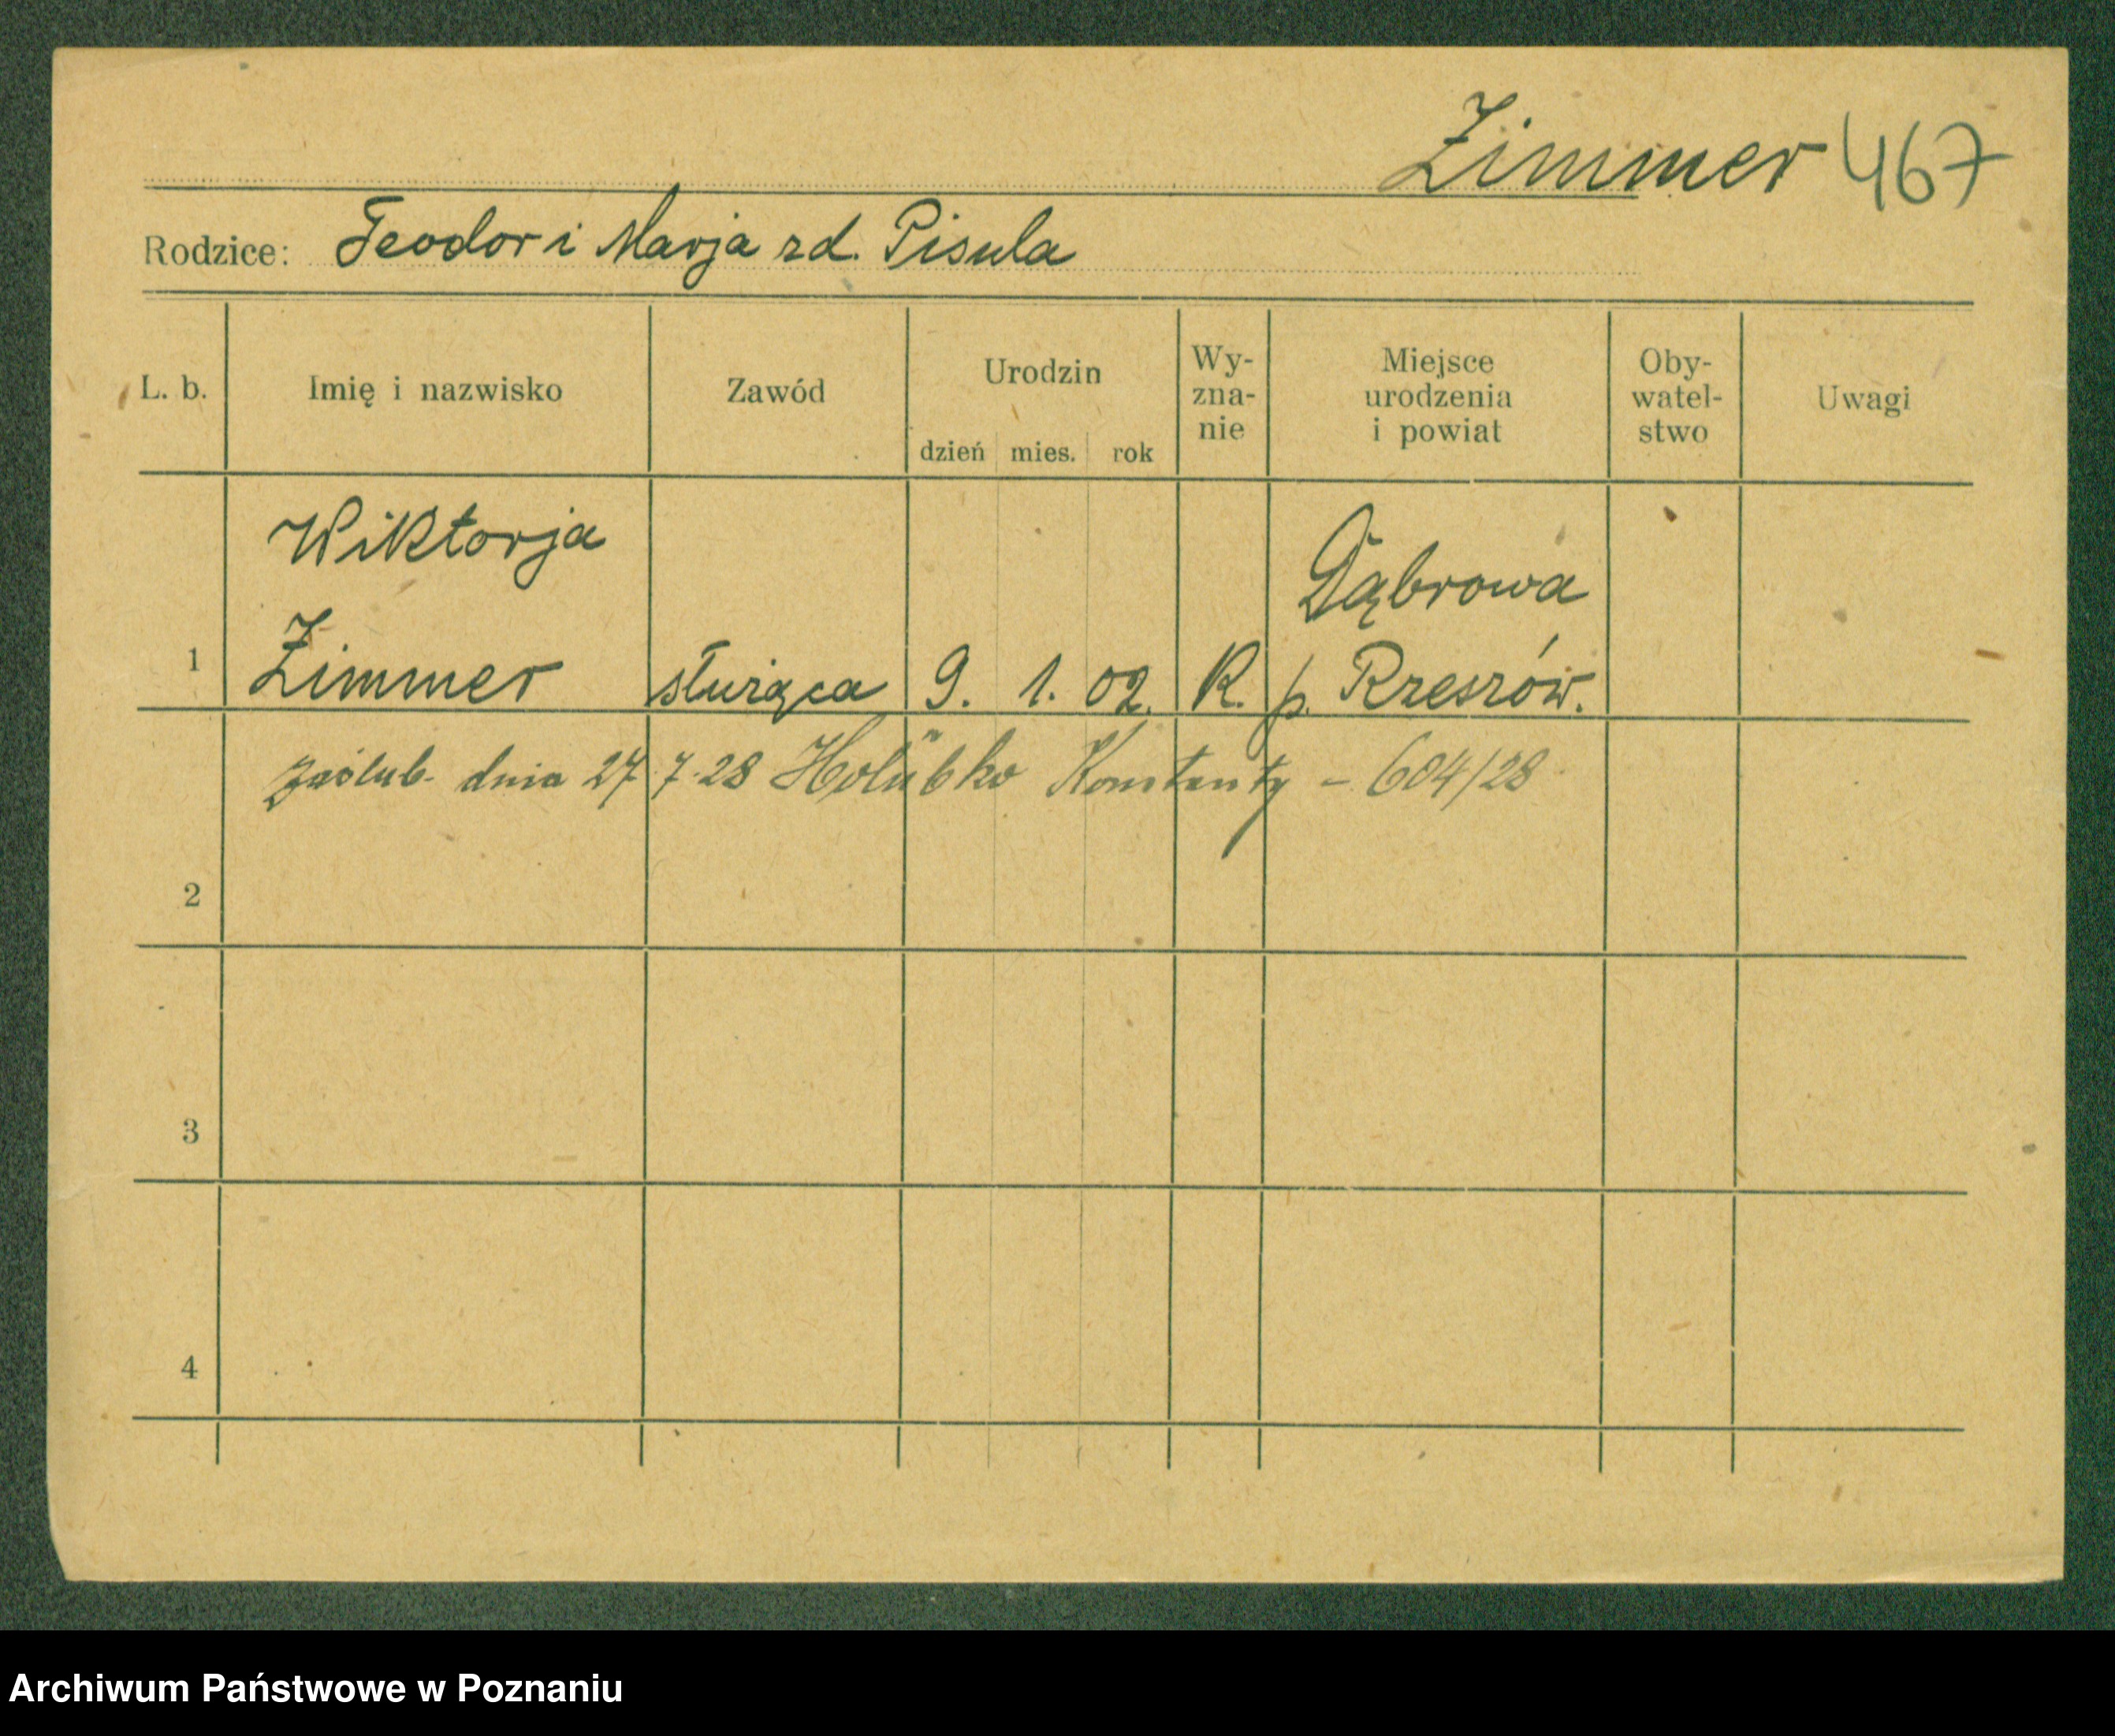 Zimmer 467
Rodzice: Teodor i Marja zd. Pisula
L. b. Imię i nazwisko Zawód Urodzin dzień mies. rok Wy-zna-nie Miejsce urodzenia i powiat Oby-watel-stwo Uwagi
Wiktorja Dąbrowa
1 Zimmer służąca 9. 1. 02. K. p. Rzeszów.
zaślub. dnia 27 7.28 Holubko Konstanty – 604/28
2
3
4
Archiwum Państwowe w Poznaniu